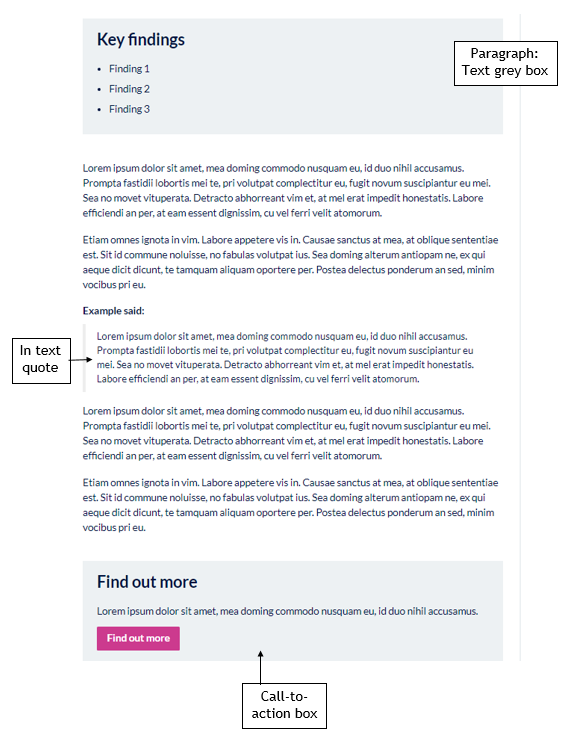 Key findings
Paragraph:
Text grey box
• Finding 1
• Finding 2
• Finding 3
Lorem ipsum dolor sit amet, mea doming commodo nusquam eu, id duo nihil accusamus.
Prompta fastidii lobortis mei te, pri volutpat complectitur eu, fugit novum suscipiantur eu mei.
Sea no movet vituperata. Detracto abhorreant vim et, at mel erat impedit honestatis. Labore
efficiendi an per, at eam essent dignissim, cu vel ferri velit atomorum.
Etiam omnes ignota in vim. Labore appetere vis in. Causae sanctus at mea, at oblique sententiae
est. Sit id commune noluisse, no fabulas volutpat ius. Sea doming alterum antiopam ne, ex qui
aeque dicit dicunt, te tamquam aliquam oportere per. Postea delectus ponderum an sed, minim
vocibus pri eu.
Example said:
In text
quote
Lorem ipsum dolor sit amet, mea doming commodo nusquam eu, id duo nihil accusamus.
Prompta fastidii lobortis mei te, pri volutpat complectitur eu, fugit novum suscipiantur eu
mei. Sea no movet vituperata. Detracto abhorreant vim et, at mel erat impedit honestatis.
Labore efficiendi an per, at eam essent dignissim, cu vel ferri velit atomorum.
Lorem ipsum dolor sit amet, mea doming commodo nusquam eu, id duo nihil accusamus.
Prompta fastidii lobortis mei te, pri volutpat complectitur eu, fugit novum suscipiantur eu mei.
Sea no movet vituperata. Detracto abhorreant vim et, at mel erat impedit honestatis. Labore
efficiendi an per, at eam essent dignissim, cu vel ferri velit atomorum.
Etiam omnes ignota in vim. Labore appetere vis in. Causae sanctus at mea, at oblique sententiae
est. Sit id commune noluisse, no fabulas volutpat ius. Sea doming alterum antiopam ne, ex qui
aeque dicit dicunt, te tamquam aliquam oportere per. Postea delectus ponderum an sed, minim
vocibus pri eu.
Find out more
Lorem ipsum dolor sit amet, mea doming commodo nusquam eu, id duo nihil accusamus.
Find out more
Call-to-
action box